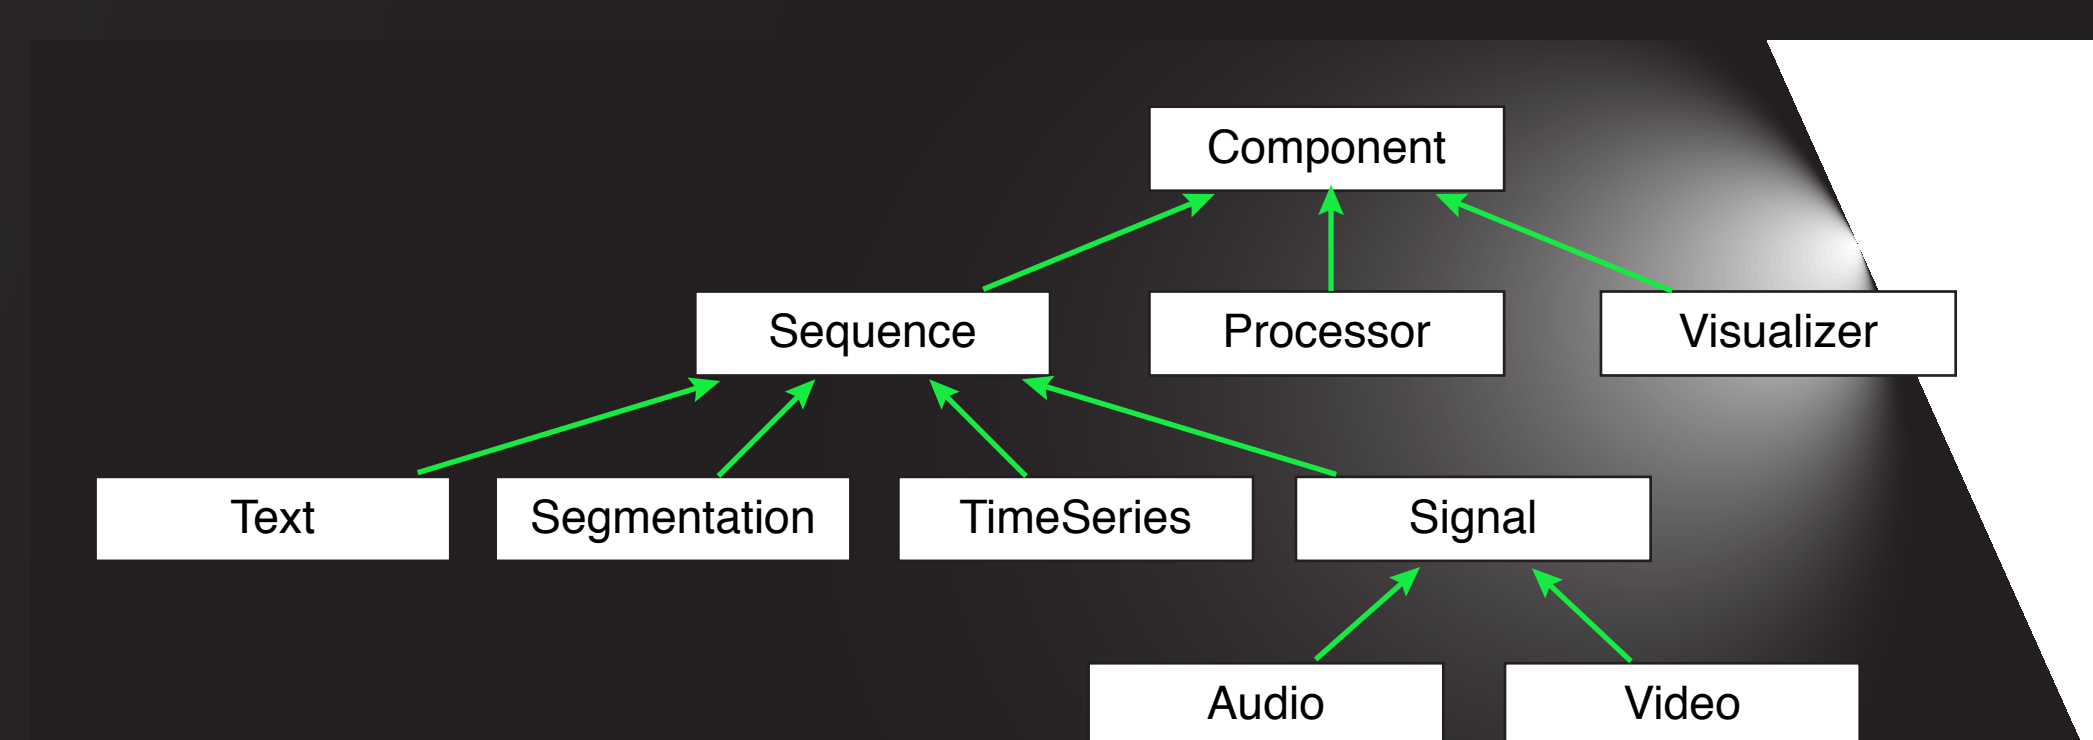 Component
Sequence
Processor
Visualizer
Text
Segmentation
TimeSeries
Signal
Audio
Video